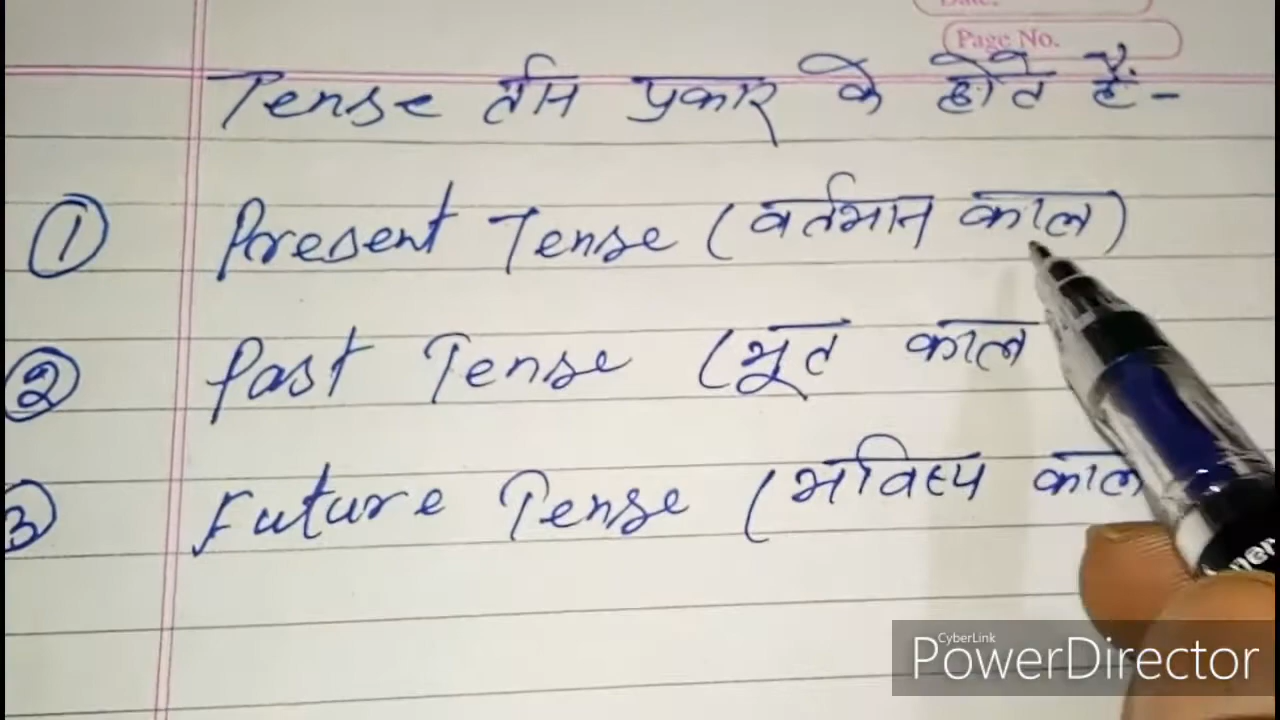 Page No.
Tense तीन प्रकार के होते हैं-
① Present Tense (वर्तमान काल)
② Past Tense (भूत काल
③ Future Tense (भविष्य काल
CyberLink
PowerDirector